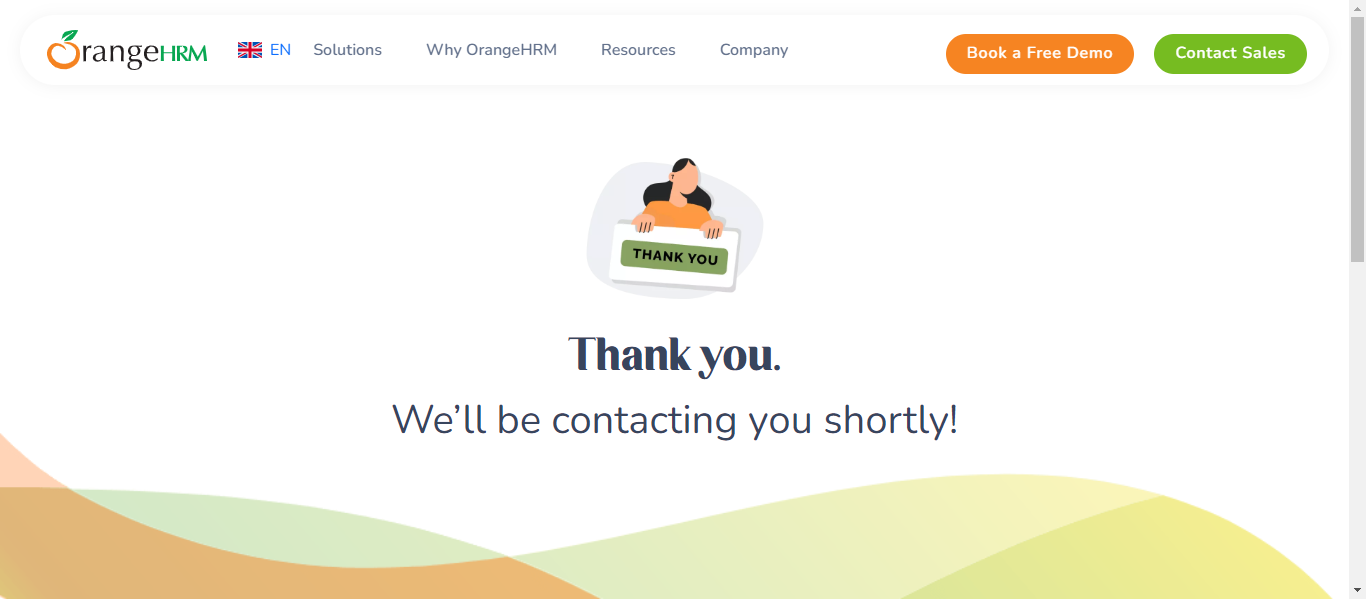 OrangeHRM
EN Solutions Why OrangeHRM Resources Company Book a Free Demo Contact Sales
THANK YOU
Thank you.
We’ll be contacting you shortly!